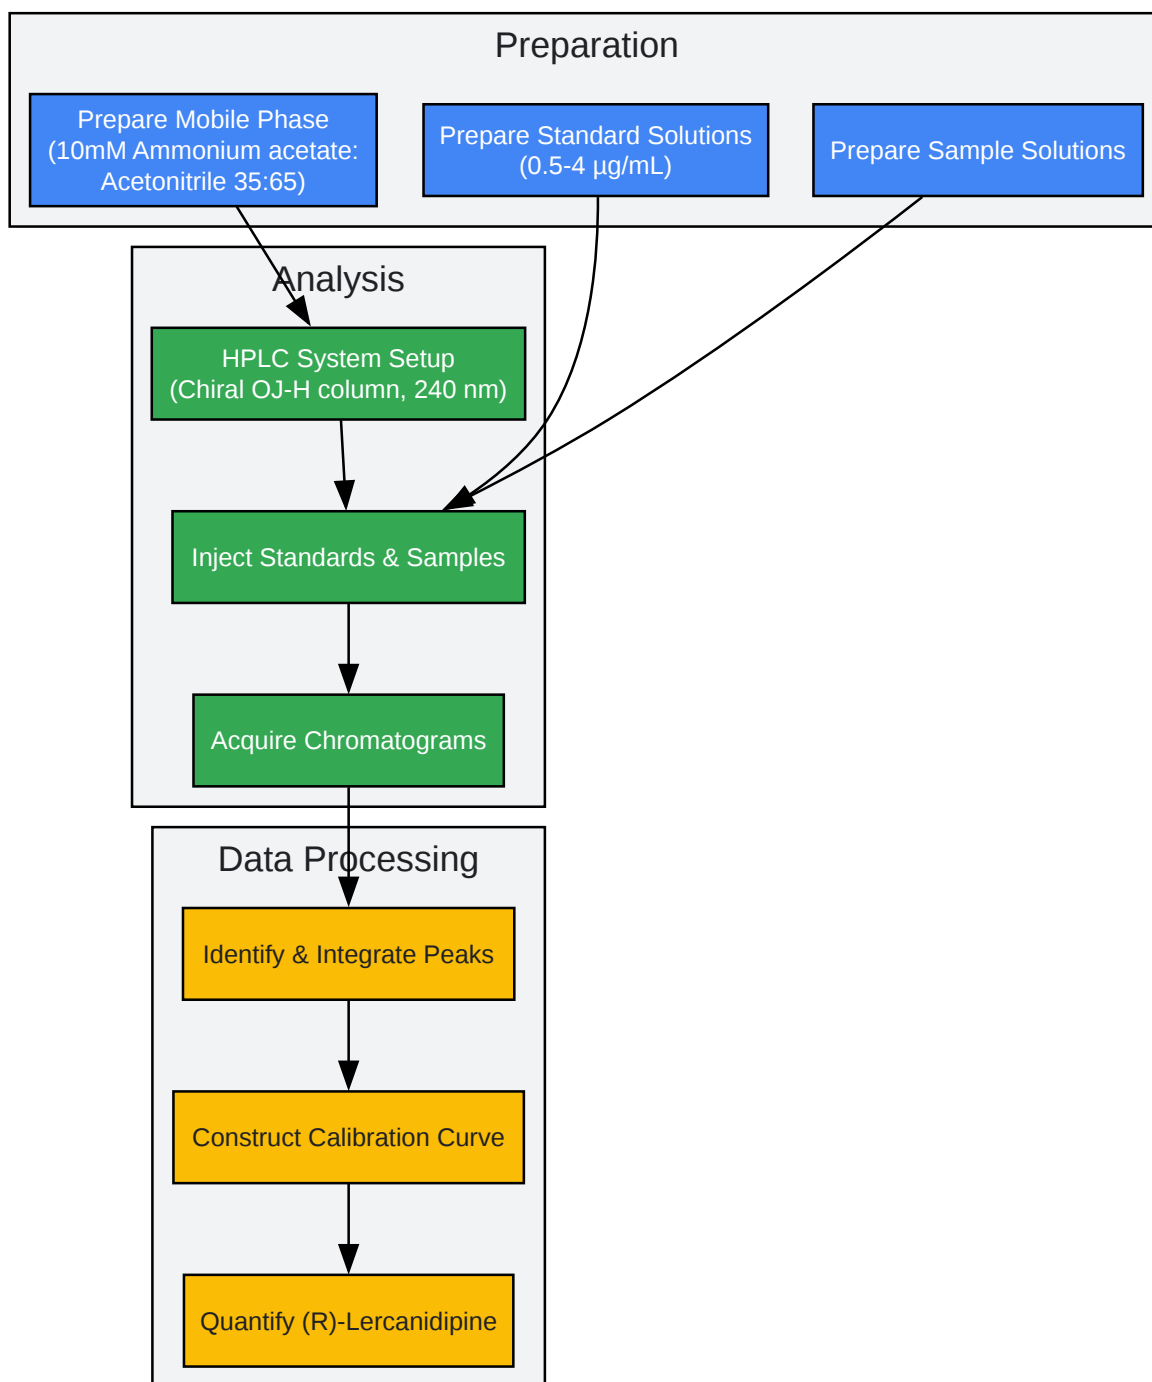 Preparation
Prepare Mobile Phase
(10mM Ammonium acetate:
Acetonitrile 35:65)
Prepare Standard Solutions
(0.5-4 µg/mL)
Prepare Sample Solutions
Analysis
HPLC System Setup
(Chiral OJ-H column, 240 nm)
Inject Standards & Samples
Acquire Chromatograms
Data Processing
Identify & Integrate Peaks
Construct Calibration Curve
Quantify (R)-Lercanidipine